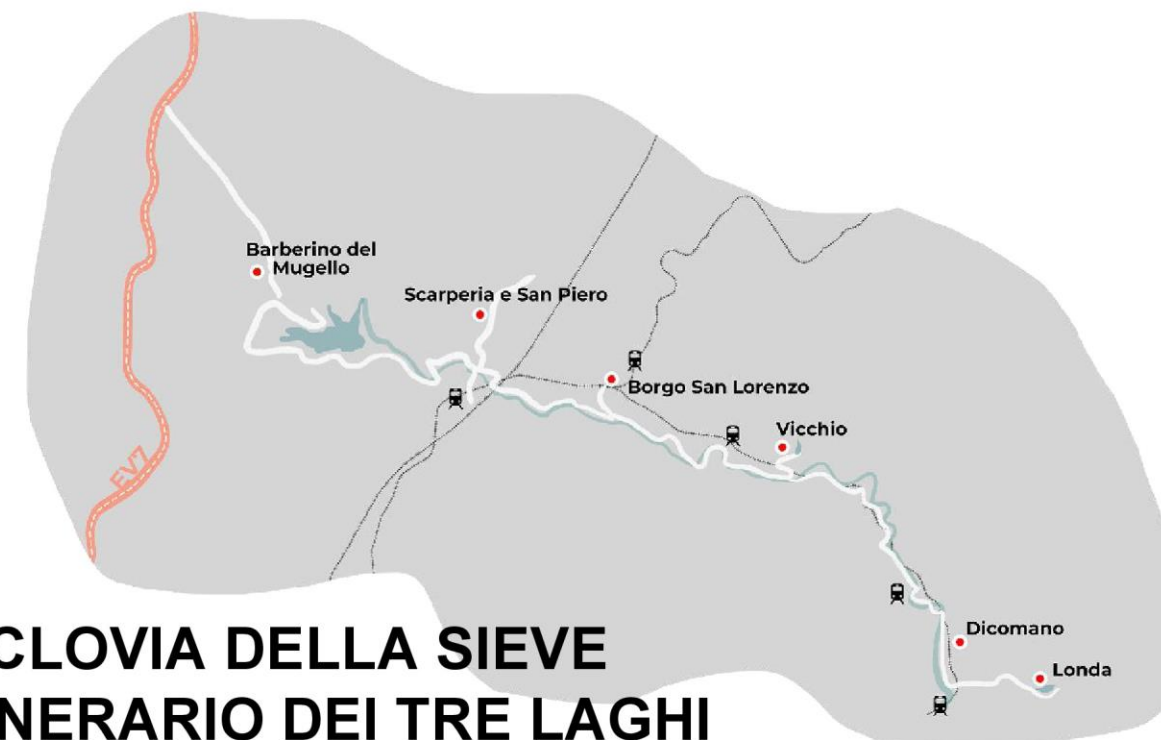 Barberino del
Mugello
Scarperia e San Piero
Borgo San Lorenzo
Vicchio
EV7
Dicomano
Londa
CLOVIA DELLA SIEVE
NERARIO DEI TRE LAGHI